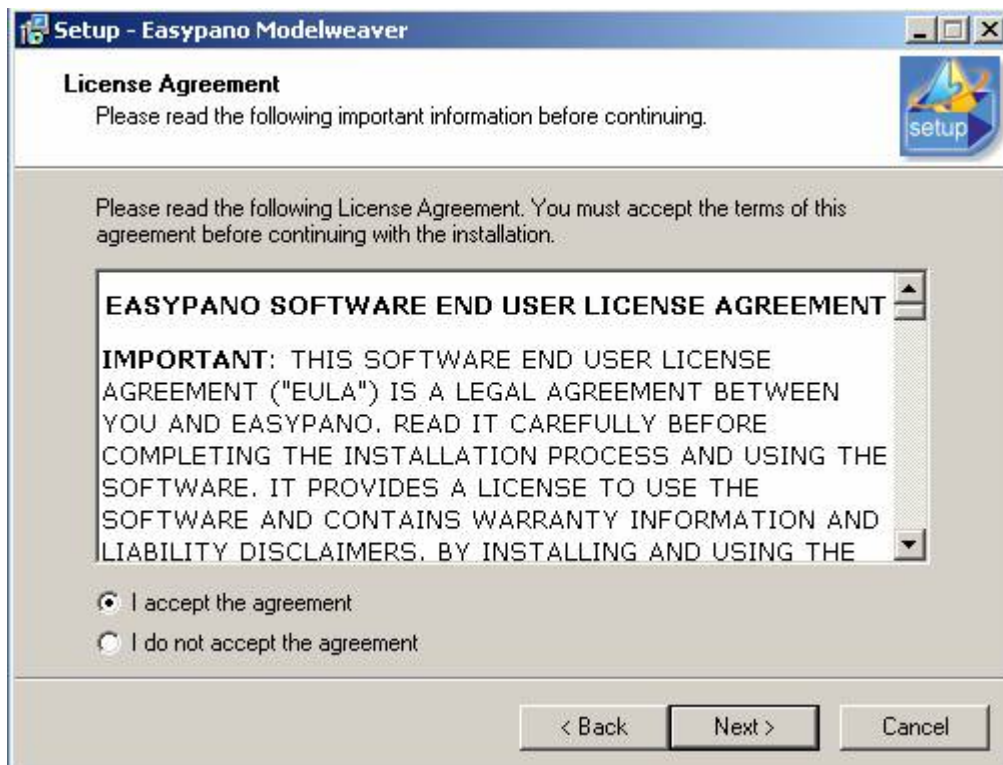 Setup - Easypano Modelweaver
License Agreement
Please read the following important information before continuing.
setup
Please read the following License Agreement. You must accept the terms of this
agreement before continuing with the installation.
EASYPANO SOFTWARE END USER LICENSE AGREEMENT
IMPORTANT: THIS SOFTWARE END USER LICENSE
AGREEMENT ("EULA") IS A LEGAL AGREEMENT BETWEEN
YOU AND EASYPANO. READ IT CAREFULLY BEFORE
COMPLETING THE INSTALLATION PROCESS AND USING THE
SOFTWARE. IT PROVIDES A LICENSE TO USE THE
SOFTWARE AND CONTAINS WARRANTY INFORMATION AND
LIABILITY DISCLAIMERS. BY INSTALLING AND USING THE
I accept the agreement
I do not accept the agreement
< Back Next > Cancel